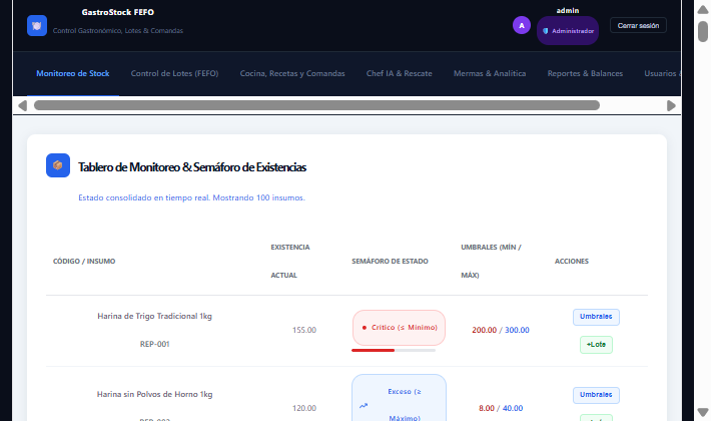 GastroStock FEFO
Control Gastronómico, Lotes & Comandas
A
admin
Administrador
Cerrar sesión
Monitoreo de Stock
Control de Lotes (FEFO)
Cocina, Recetas y Comandas
Chef IA & Rescate
Mermas & Analítica
Reportes & Balances
Usuarios
Tablero de Monitoreo & Semáforo de Existencias
Estado consolidado en tiempo real. Mostrando 100 insumos.
CÓDIGO / INSUMO
EXISTENCIA
ACTUAL
SEMÁFORO DE ESTADO
UMBRALES (MÍN /
MÁX)
ACCIONES
Harina de Trigo Tradicional 1kg
REP-001
155.00
Crítico (≤ Mínimo)
200.00 / 300.00
Umbrales
+Lote
Harina sin Polvos de Horno 1kg
120.00
Exceso (≥
Máximo)
8.00 / 40.00
Umbrales